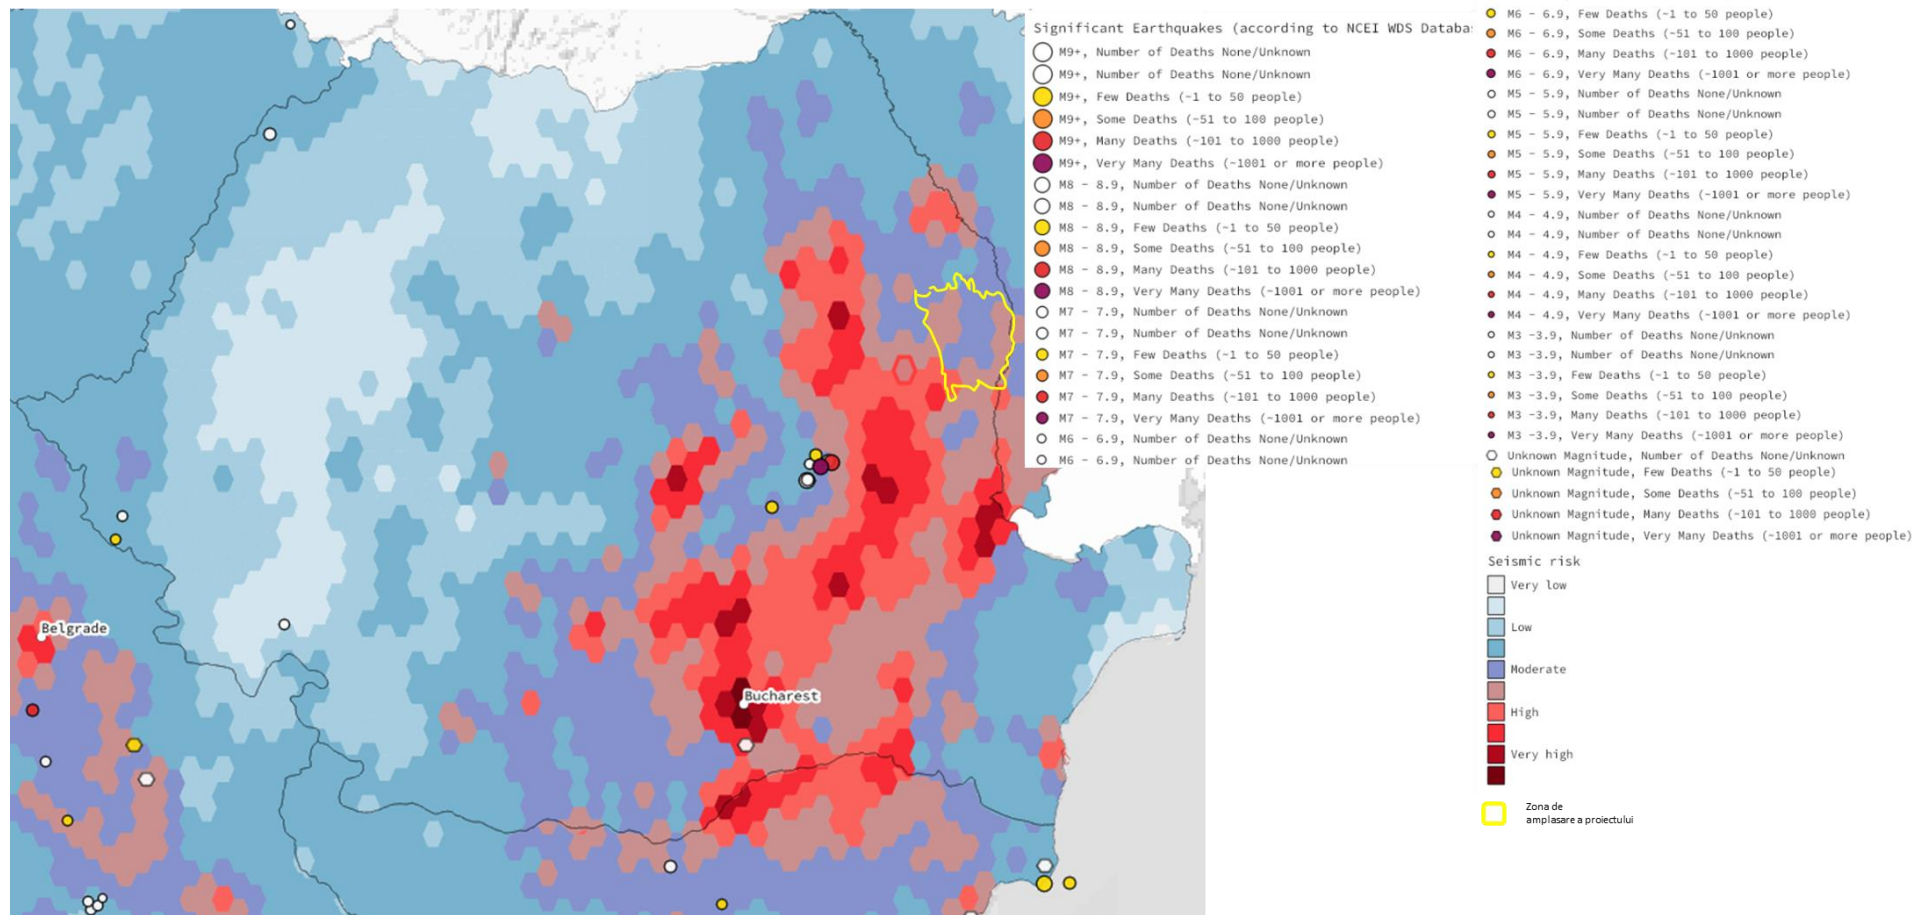 Significant Earthquakes (according to NCEI WDS Databa
M9+, Number of Deaths None/Unknown
M9+, Number of Deaths None/Unknown
M9+, Few Deaths (~1 to 50 people)
M9+, Some Deaths (~51 to 100 people)
M9+, Many Deaths (~101 to 1000 people)
M9+, Very Many Deaths (~1001 or more people)
M8 - 8.9, Number of Deaths None/Unknown
M8 - 8.9, Number of Deaths None/Unknown
M8 - 8.9, Few Deaths (~1 to 50 people)
M8 - 8.9, Some Deaths (~51 to 100 people)
M8 - 8.9, Many Deaths (~101 to 1000 people)
M8 - 8.9, Very Many Deaths (~1001 or more people)
M7 - 7.9, Number of Deaths None/Unknown
M7 - 7.9, Number of Deaths None/Unknown
M7 - 7.9, Few Deaths (~1 to 50 people)
M7 - 7.9, Some Deaths (~51 to 100 people)
M7 - 7.9, Many Deaths (~101 to 1000 people)
M7 - 7.9, Very Many Deaths (~1001 or more people)
M6 - 6.9, Number of Deaths None/Unknown
M6 - 6.9, Number of Deaths None/Unknown
M6 - 6.9, Few Deaths (~1 to 50 people)
M6 - 6.9, Some Deaths (~51 to 100 people)
M6 - 6.9, Many Deaths (~101 to 1000 people)
M6 - 6.9, Very Many Deaths (~1001 or more people)
M5 - 5.9, Number of Deaths None/Unknown
M5 - 5.9, Number of Deaths None/Unknown
M5 - 5.9, Few Deaths (~1 to 50 people)
M5 - 5.9, Some Deaths (~51 to 100 people)
M5 - 5.9, Many Deaths (~101 to 1000 people)
M5 - 5.9, Very Many Deaths (~1001 or more people)
M4 - 4.9, Number of Deaths None/Unknown
M4 - 4.9, Number of Deaths None/Unknown
M4 - 4.9, Few Deaths (~1 to 50 people)
M4 - 4.9, Some Deaths (~51 to 100 people)
M4 - 4.9, Many Deaths (~101 to 1000 people)
M4 - 4.9, Very Many Deaths (~1001 or more people)
M3 -3.9, Number of Deaths None/Unknown
M3 -3.9, Number of Deaths None/Unknown
M3 -3.9, Few Deaths (~1 to 50 people)
M3 -3.9, Some Deaths (~51 to 100 people)
M3 -3.9, Many Deaths (~101 to 1000 people)
M3 -3.9, Very Many Deaths (~1001 or more people)
Unknown Magnitude, Number of Deaths None/Unknown
Unknown Magnitude, Few Deaths (~1 to 50 people)
Unknown Magnitude, Some Deaths (~51 to 100 people)
Unknown Magnitude, Many Deaths (~101 to 1000 people)
Unknown Magnitude, Very Many Deaths (~1001 or more people)
Seismic risk
Very low
Low
Moderate
High
Very high
Zona de
amplasare a proiectului
Belgrade
Bucharest